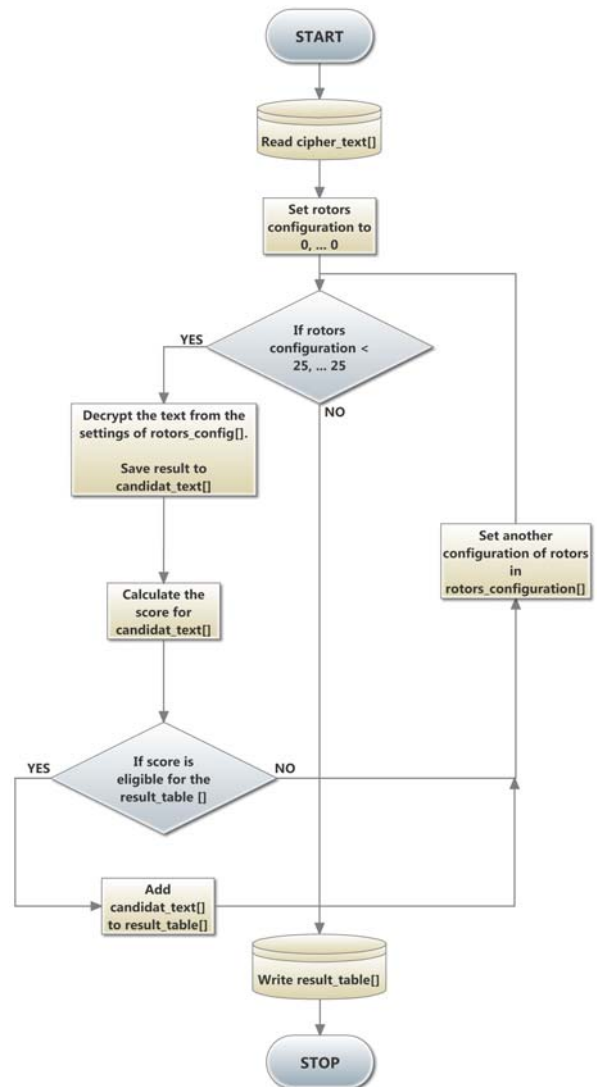 START
Read cipher_text[]
Set rotors
configuration to
0, ... 0
If rotors
configuration <
25, ... 25
YES
NO
Decrypt the text from the
settings of rotors_config[].
Save result to
candidat_text[]
Set another
configuration of rotors
in
rotors_configuration[]
Calculate the
score for
candidat_text[]
If score is
eligible for the
result_table []
YES
NO
Add
candidat_text[]
to result_table[]
Write result_table[]
STOP